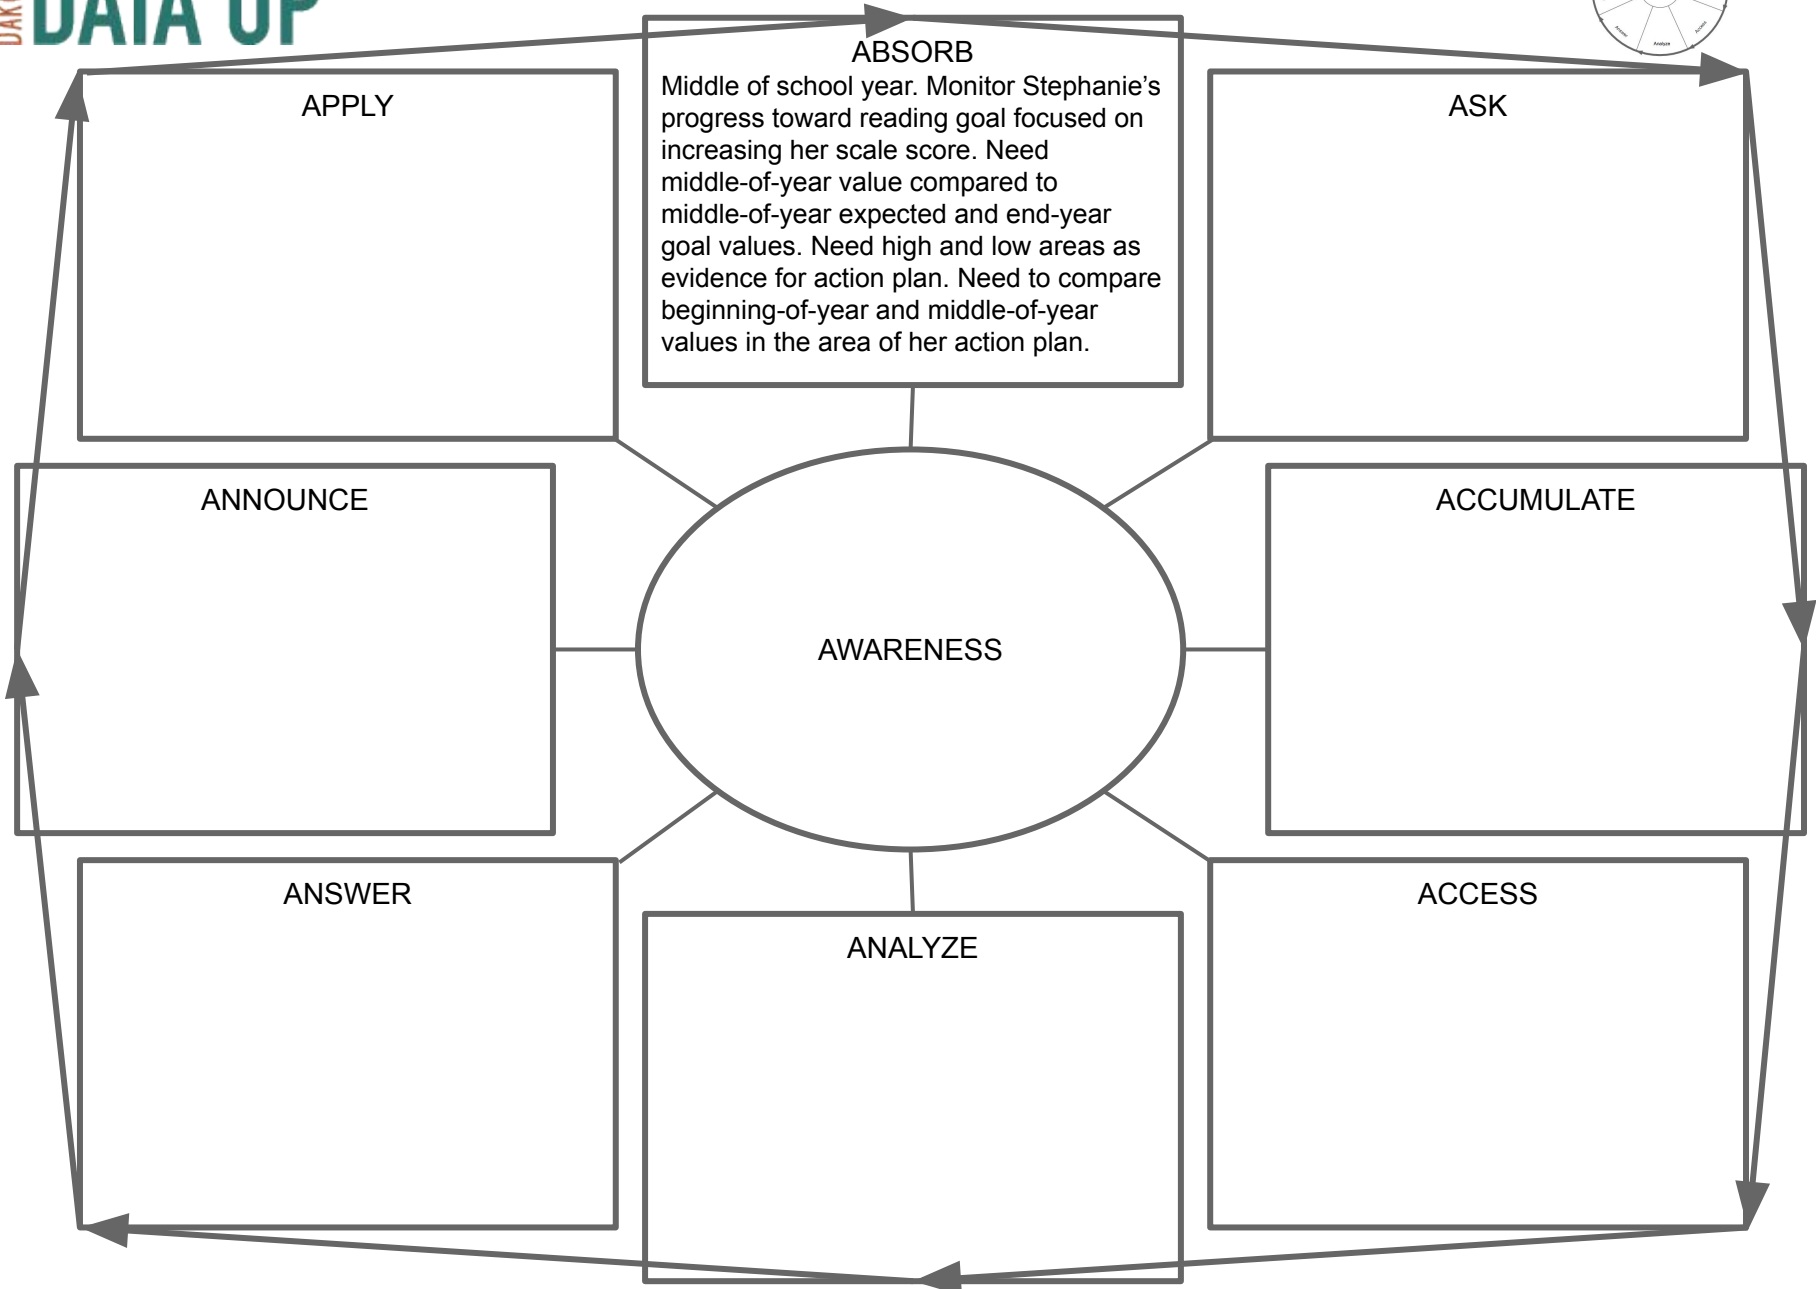 DATA UP
ABSORB
Middle of school year. Monitor Stephanie's
progress toward reading goal focused on
increasing her scale score. Need
middle-of-year value compared to
middle-of-year expected and end-year
goal values. Need high and low areas as
evidence for action plan. Need to compare
beginning-of-year and middle-of-year
values in the area of her action plan.
APPLY
ASK
Answer
Analyze
Access
ANNOUNCE
ACCUMULATE
AWARENESS
ANSWER
ANALYZE
ACCESS